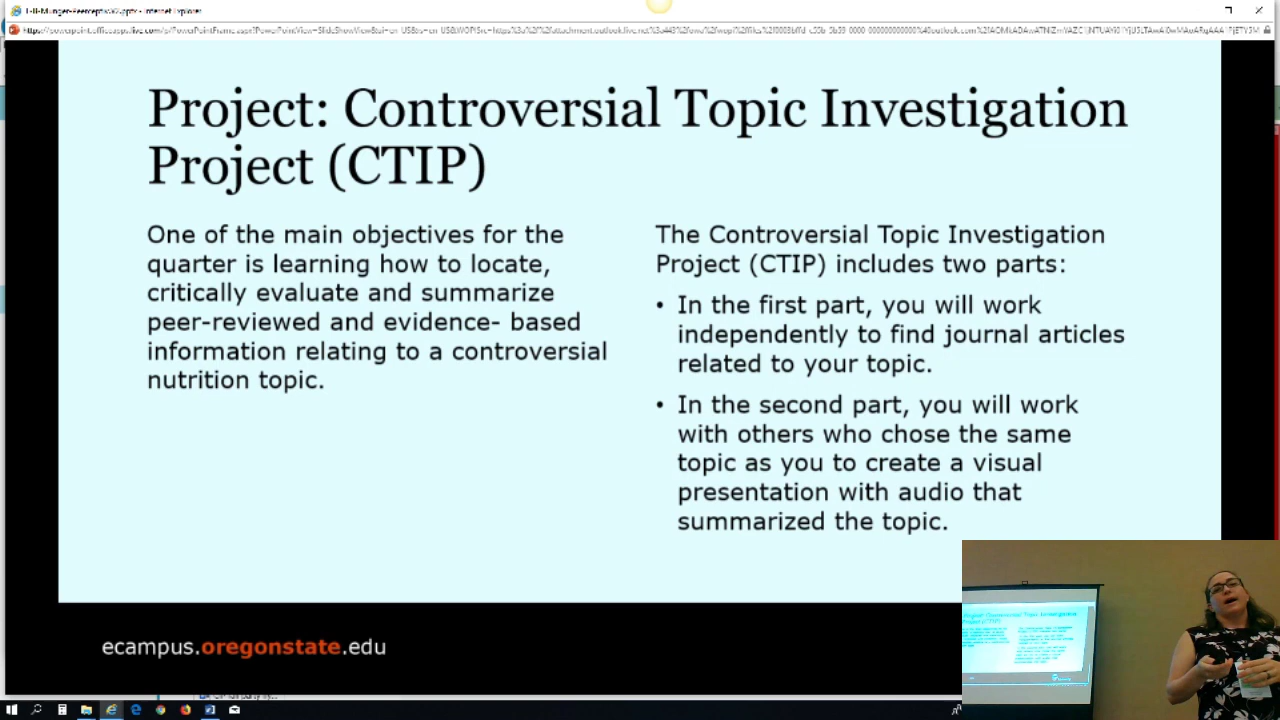 Internet Explorer
Project: Controversial Topic Investigation
Project (CTIP)
One of the main objectives for the
quarter is learning how to locate,
critically evaluate and summarize
peer-reviewed and evidence- based
information relating to a controversial
nutrition topic.
The Controversial Topic Investigation
Project (CTIP) includes two parts:
• In the first part, you will work
independently to find journal articles
related to your topic.
• In the second part, you will work
with others who chose the same
topic as you to create a visual
presentation with audio that
summarized the topic.
ecampus.oregonstate.edu